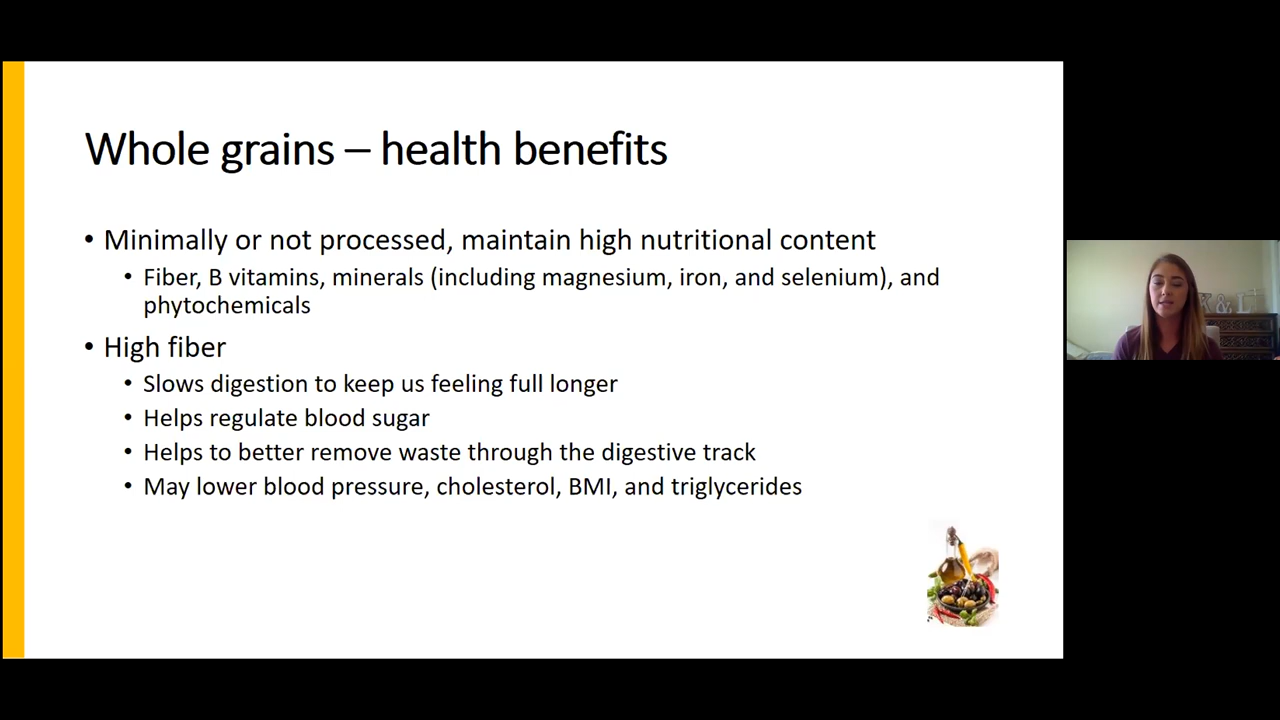 Whole grains – health benefits
• Minimally or not processed, maintain high nutritional content
• Fiber, B vitamins, minerals (including magnesium, iron, and selenium), and
phytochemicals
• High fiber
• Slows digestion to keep us feeling full longer
• Helps regulate blood sugar
• Helps to better remove waste through the digestive track
• May lower blood pressure, cholesterol, BMI, and triglycerides
& L